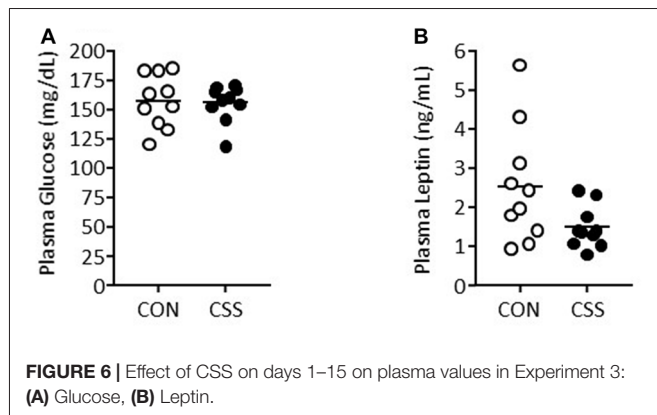 A
Plasma Glucose (mg/dL)
200
175
150
125
100
75
50
25
0
CON CSS
B
Plasma Leptin (ng/mL)
6
5
4
3
2
1
0
CON CSS
FIGURE 6 | Effect of CSS on days 1–15 on plasma values in Experiment 3:
(A) Glucose, (B) Leptin.